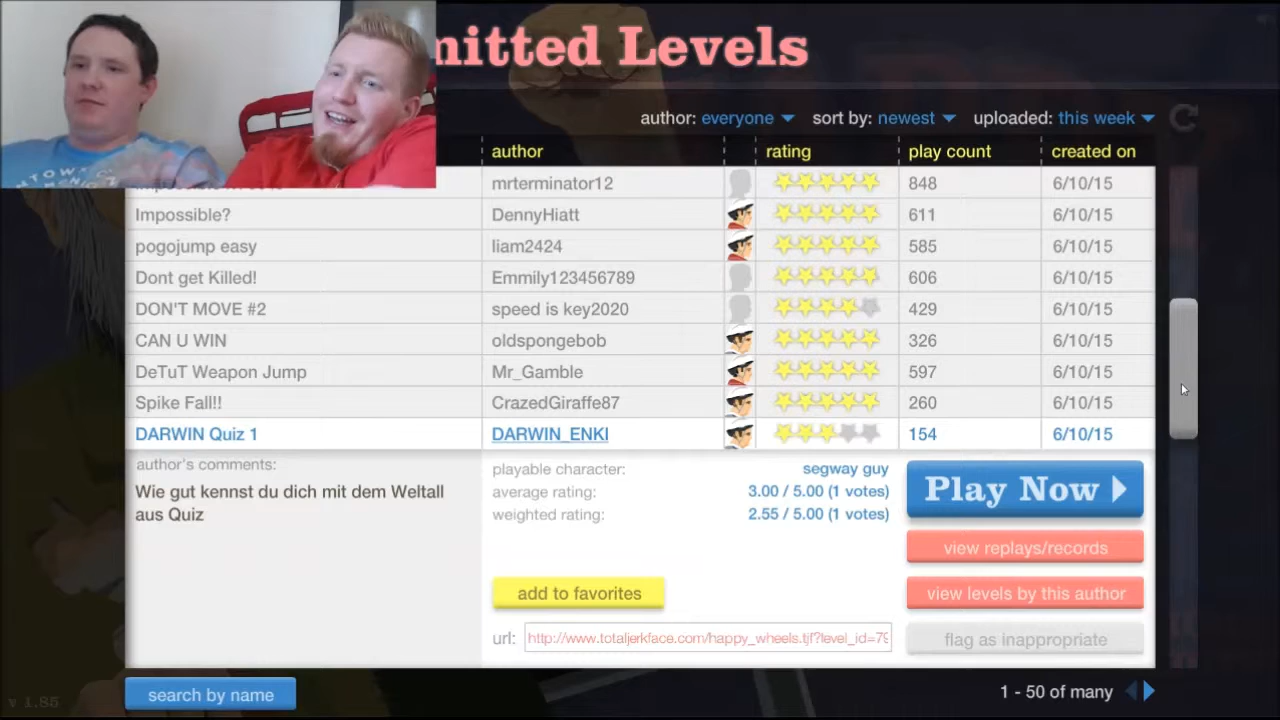 mitted Levels
author: everyone sort by: newest uploaded: this week
author rating play count created on
mrterminator12 848 6/10/15
Impossible? DennyHiatt 611 6/10/15
pogojump easy liam2424 585 6/10/15
Dont get Killed! Emmily123456789 606 6/10/15
DON'T MOVE #2 speed is key2020 429 6/10/15
CAN U WIN oldspongebob 326 6/10/15
DeTuT Weapon Jump Mr_Gamble 597 6/10/15
Spike Fall!! CrazedGiraffe87 260 6/10/15
DARWIN Quiz 1 DARWIN_ENKI 154 6/10/15
author's comments:
Wie gut kennst du dich mit dem Weltall
aus Quiz
playable character: segway guy
average rating: 3.00 / 5.00 (1 votes)
weighted rating: 2.55 / 5.00 (1 votes)
Play Now
view replays/records
add to favorites
view levels by this author
url: http://www.totaljerkface.com/happy_wheels.tjf?level_id=79
flag as inappropriate
v 1.85
search by name
1 - 50 of many